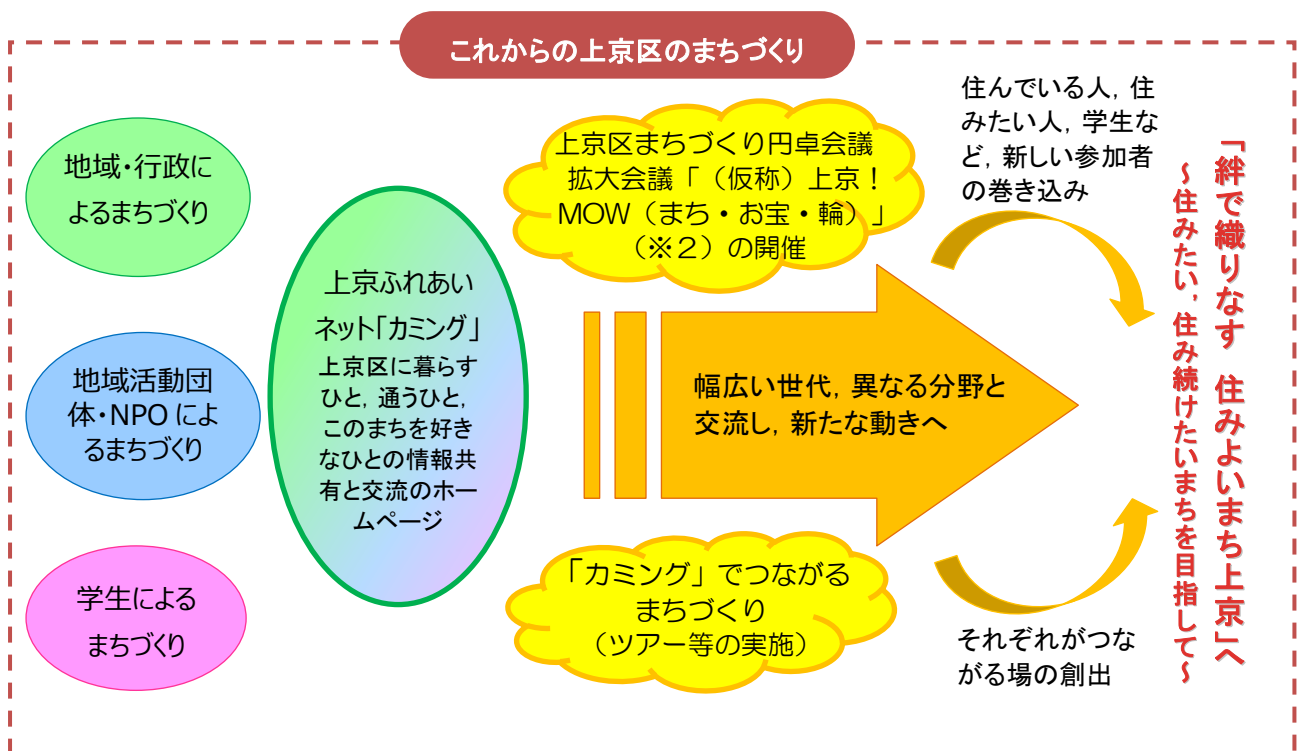 これからの上京区のまちづくり
地域・行政に
よるまちづくり
地域活動団
体・NPOによ
るまちづくり
学生による
まちづくり
上京ふれあい
ネット「カミング」
上京区に暮らす
ひと，通うひと，
このまちを好き
なひとの情報共
有と交流のホー
ムページ
上京区まちづくり円卓会議
拡大会議「（仮称）上京！
MOW（まち・お宝・輪）」
（※２）の開催
幅広い世代，異なる分野と
交流し，新たな動きへ
「カミング」でつながる
まちづくり
（ツアー等の実施）
住んでいる人，住
みたい人，学生な
ど，新しい参加者
の巻き込み
それぞれがつな
がる場の創出
「絆で織りなす　住みよいまち上京」へ
～住みたい，住み続けたいまちを目指して～